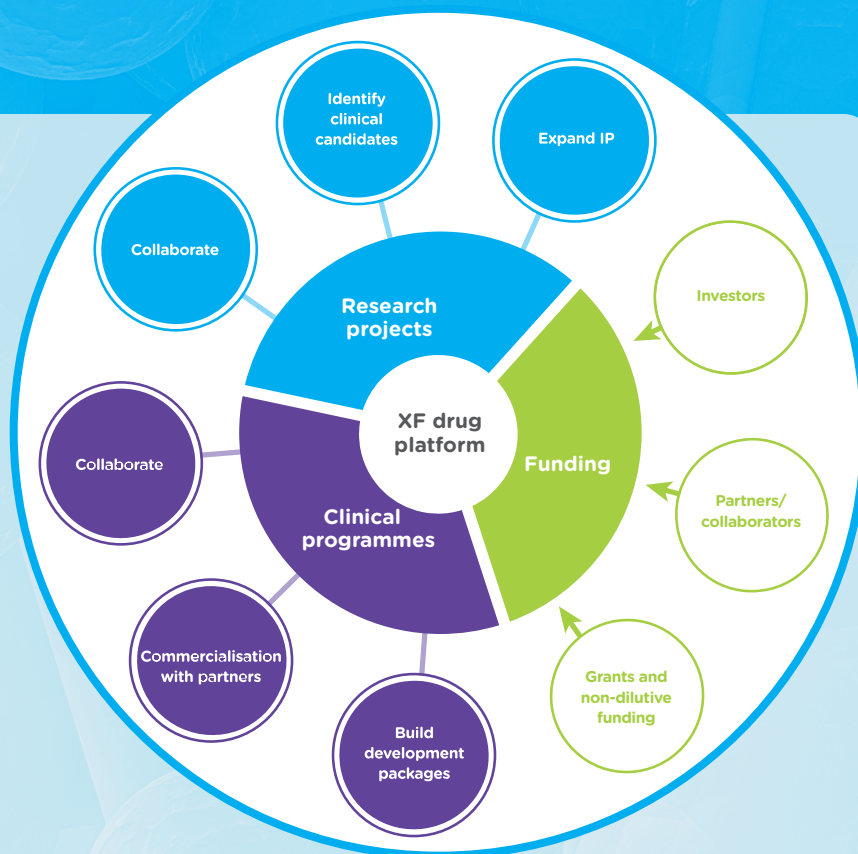 Identify
clinical
candidates
Expand IP
Collaborate
Research
projects
Investors
XF drug
platform
Funding
Collaborate
Clinical
programmes
Partners/
collaborators
Commercialisation
with partners
Grants and
non-dilutive
funding
Build
development
packages